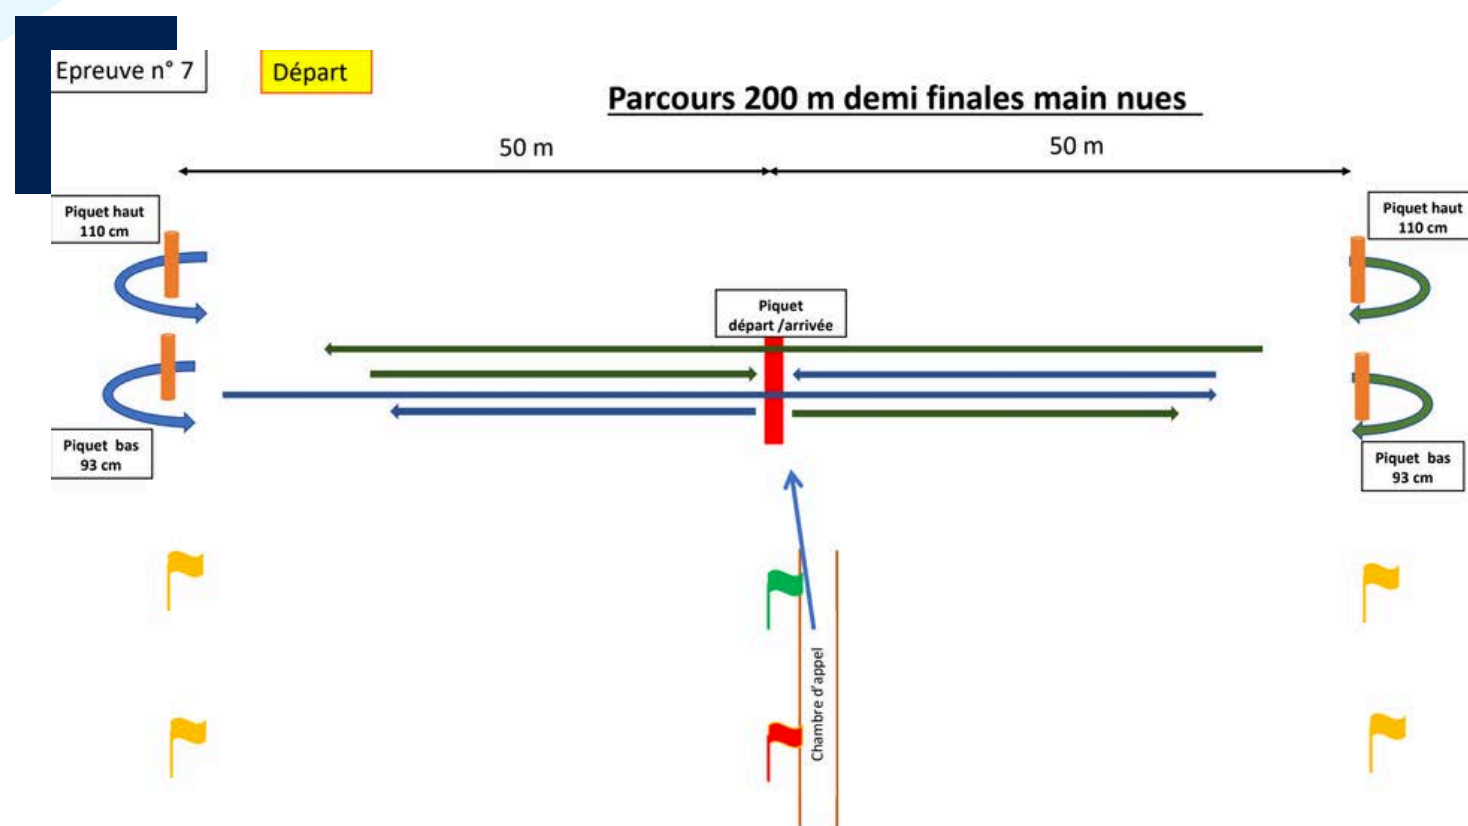 Epreuve n° 7
Départ
Parcours 200 m demi finales main nues
50 m
50 m
Piquet haut
110 cm
Piquet haut
110 cm
Piquet
départ /arrivée
Piquet bas
93 cm
Piquet bas
93 cm
Chambre d'appel